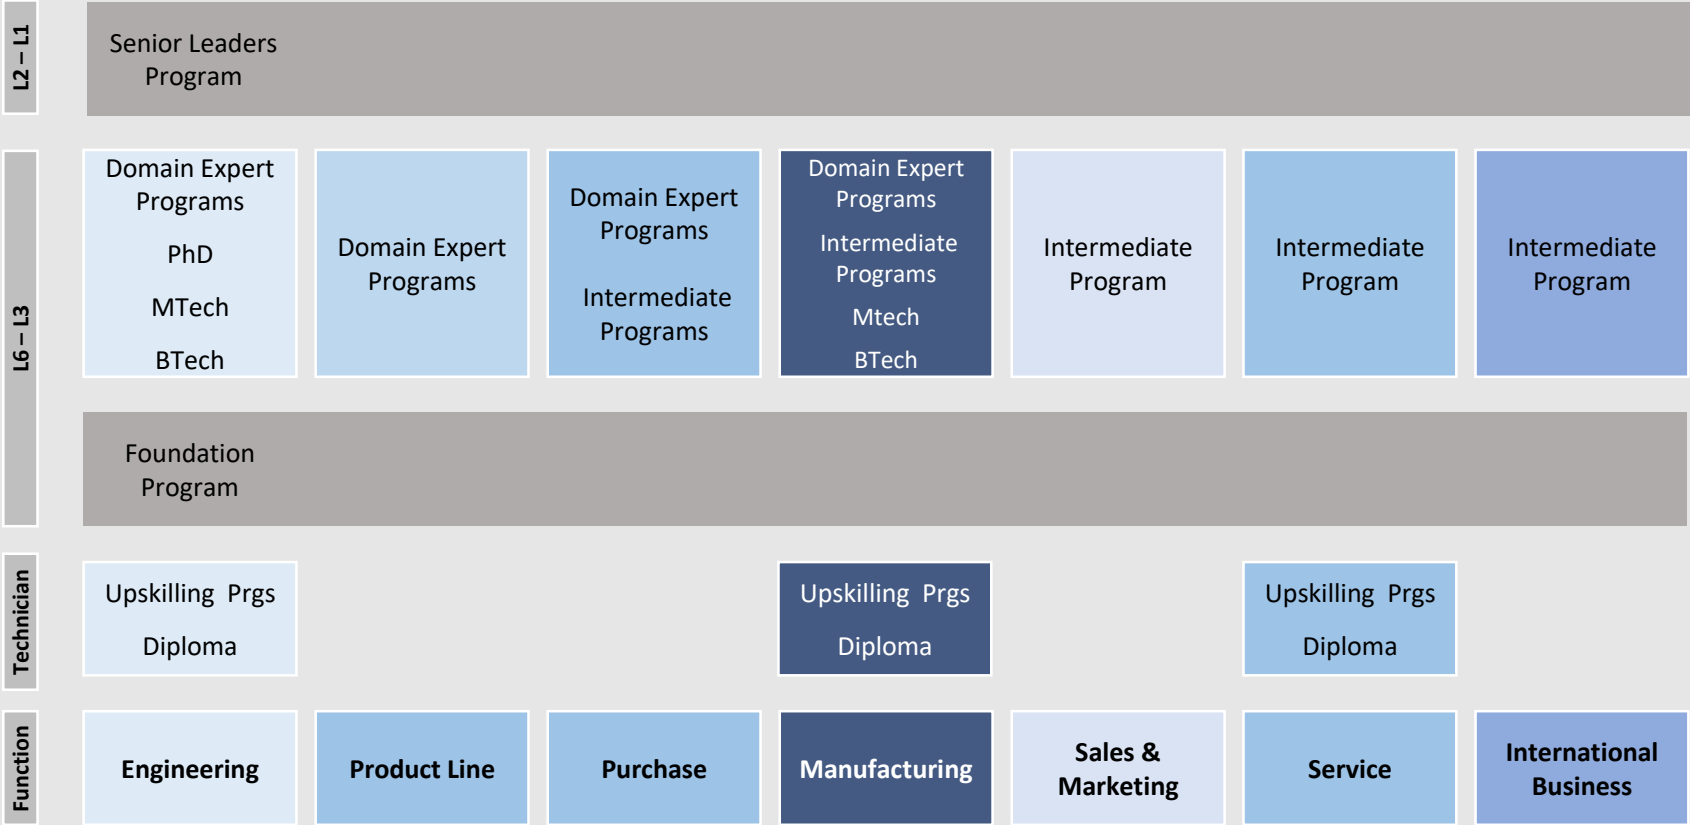 L2 – L1
Senior Leaders
Program
L6 – L3
Domain Expert
Programs
PhD
MTech
BTech
Domain Expert
Programs
Domain Expert
Programs
Intermediate
Programs
Domain Expert
Programs
Intermediate
Programs
Mtech
BTech
Intermediate
Program
Intermediate
Program
Intermediate
Program
Foundation
Program
Technician
Upskilling Prgs
Diploma
Upskilling Prgs
Diploma
Upskilling Prgs
Diploma
Function
Engineering
Product Line
Purchase
Manufacturing
Sales &
Marketing
Service
International
Business